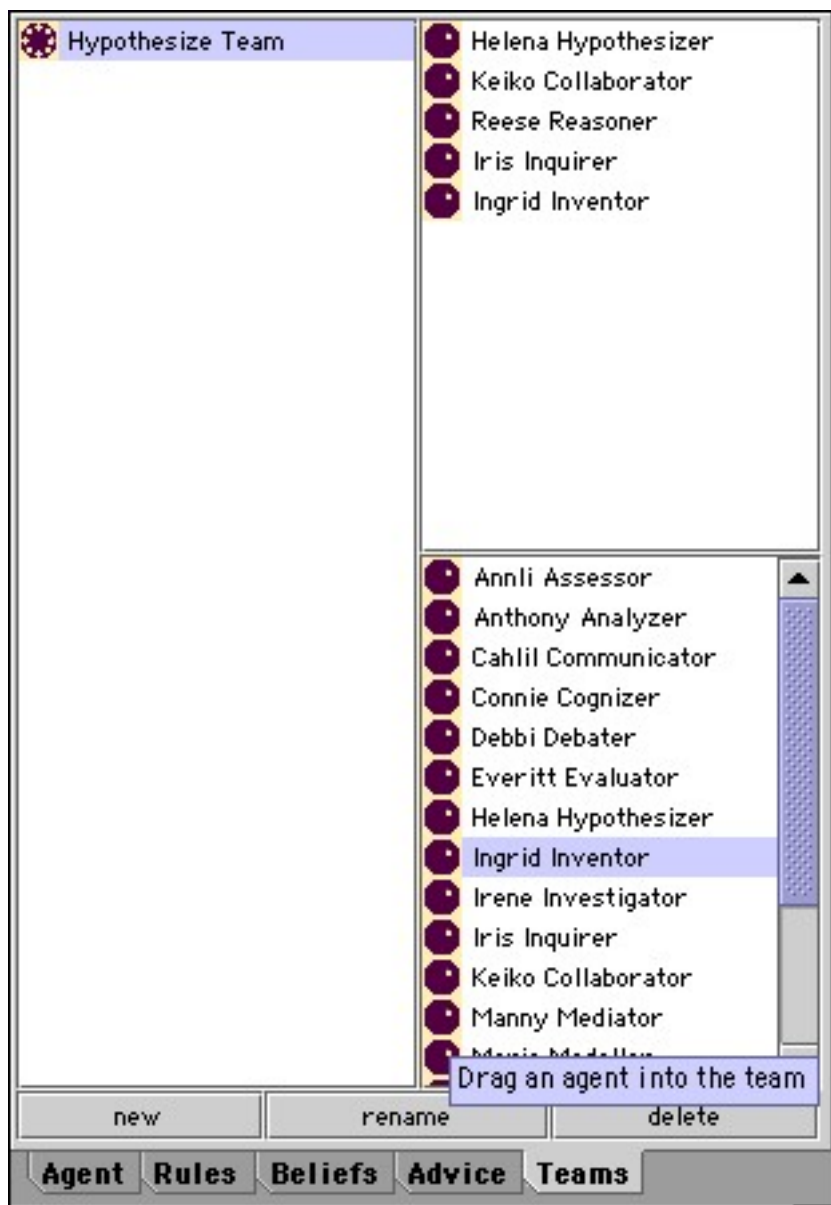 Hypothesize Team
Helena Hypothesizer
Keiko Collaborator
Reese Reasoner
Iris Inquirer
Ingrid Inventor
Annli Assessor
Anthony Analyzer
Cahlil Communicator
Connie Cognizer
Debbi Debater
Everitt Evaluator
Helena Hypothesizer
Ingrid Inventor
Irene Investigator
Iris Inquirer
Keiko Collaborator
Manny Mediator
Drag an agent into the team
new rename delete
Agent Rules Beliefs Advice Teams